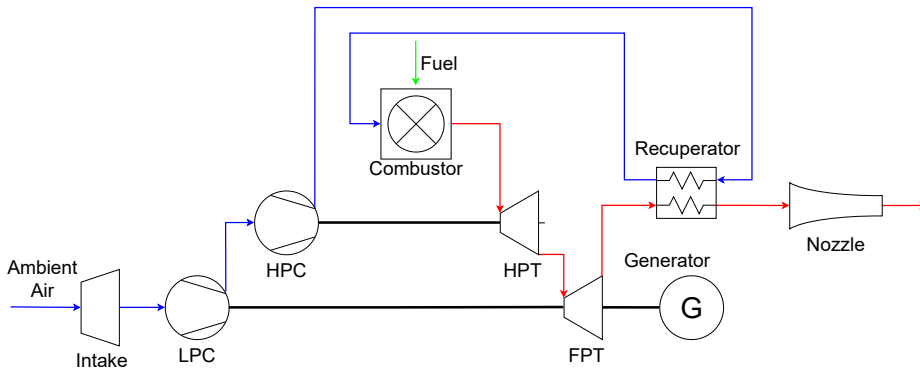 Fuel
Combustor
Recuperator
HPC
HPT
Nozzle
Ambient
Air
Generator
G
Intake
LPC
FPT